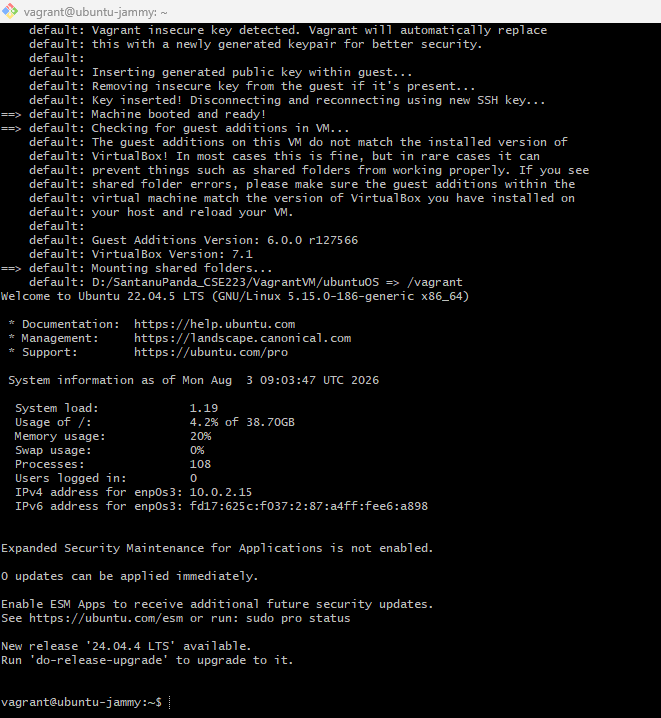 vagrant@ubuntu-jammy: ~
default: Vagrant insecure key detected. Vagrant will automatically replace
default: this with a newly generated keypair for better security.
default:
default: Inserting generated public key within guest...
default: Removing insecure key from the guest if it's present...
default: Key inserted! Disconnecting and reconnecting using new SSH key...
==> default: Machine booted and ready!
==> default: Checking for guest additions in VM...
default: The guest additions on this VM do not match the installed version of
default: VirtualBox! In most cases this is fine, but in rare cases it can
default: prevent things such as shared folders from working properly. If you see
default: shared folder errors, please make sure the guest additions within the
default: virtual machine match the version of VirtualBox you have installed on
default: your host and reload your VM.
default:
default: Guest Additions Version: 6.0.0 r127566
default: VirtualBox Version: 7.1
==> default: Mounting shared folders...
default: D:/SantanuPanda_CSE223/VagrantVM/ubuntuOS => /vagrant
Welcome to Ubuntu 22.04.5 LTS (GNU/Linux 5.15.0-186-generic x86_64)
* Documentation:  https://help.ubuntu.com
* Management:     https://landscape.canonical.com
* Support:        https://ubuntu.com/pro
System information as of Mon Aug  3 09:03:47 UTC 2026
System load:             1.19
Usage of /:              4.2% of 38.70GB
Memory usage:            20%
Swap usage:              0%
Processes:               108
Users logged in:         0
IPv4 address for enp0s3: 10.0.2.15
IPv6 address for enp0s3: fd17:625c:f037:2:87:a4ff:fee6:a898
Expanded Security Maintenance for Applications is not enabled.
0 updates can be applied immediately.
Enable ESM Apps to receive additional future security updates.
See https://ubuntu.com/esm or run: sudo pro status
New release '24.04.4 LTS' available.
Run 'do-release-upgrade' to upgrade to it.
vagrant@ubuntu-jammy:~$